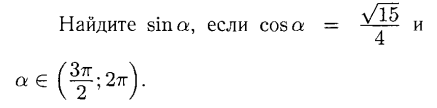 Найдите sin α, если cos α = √15/4 и
α ∈ (3π/2; 2π).